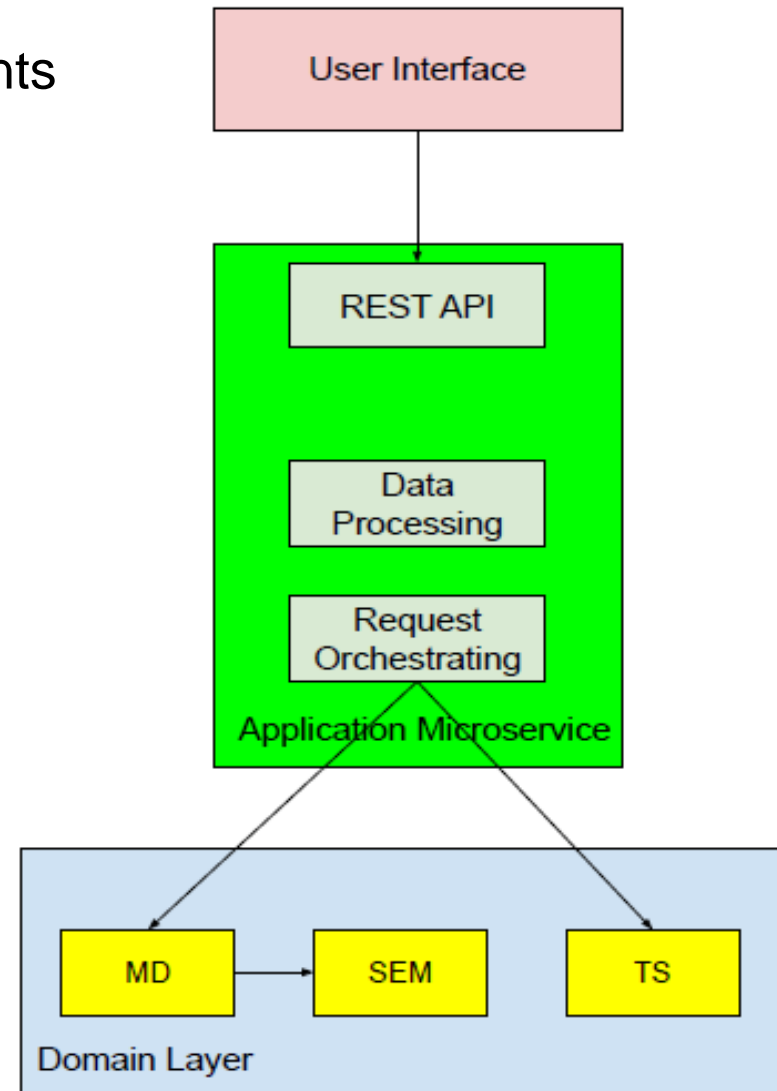 nts
User Interface
REST API
Data
Processing
Request
Orchestrating
Application Microservice
MD
SEM
TS
Domain Layer